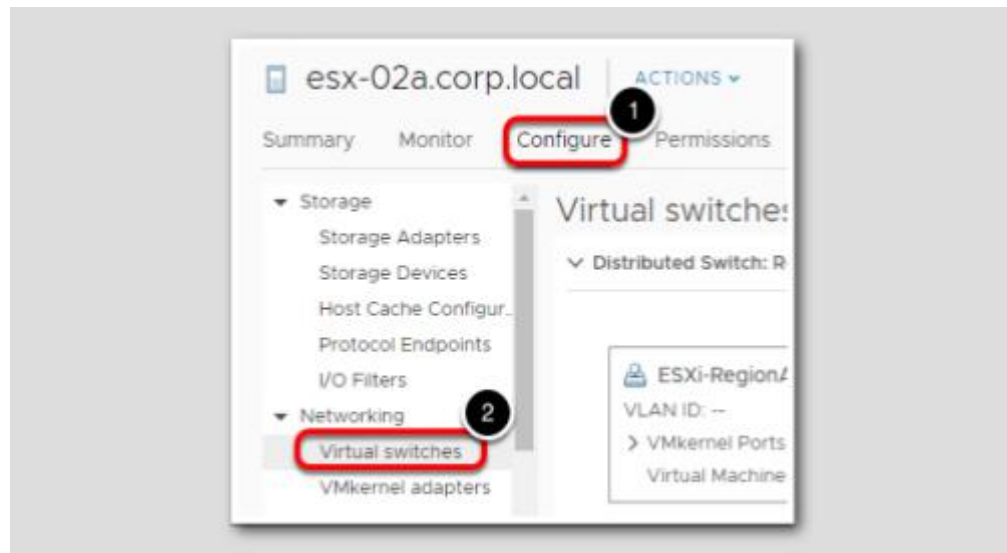 esx-02a.corp.local ACTIONS
1
Summary Monitor Configure Permissions
Storage
Storage Adapters
Storage Devices
Host Cache Configur..
Protocol Endpoints
I/O Filters
Networking
2
Virtual switches
VMkernel adapters
Virtual switches
Distributed Switch: R
ESXi-RegionA
VLAN ID: --
VMkernel Ports
Virtual Machine